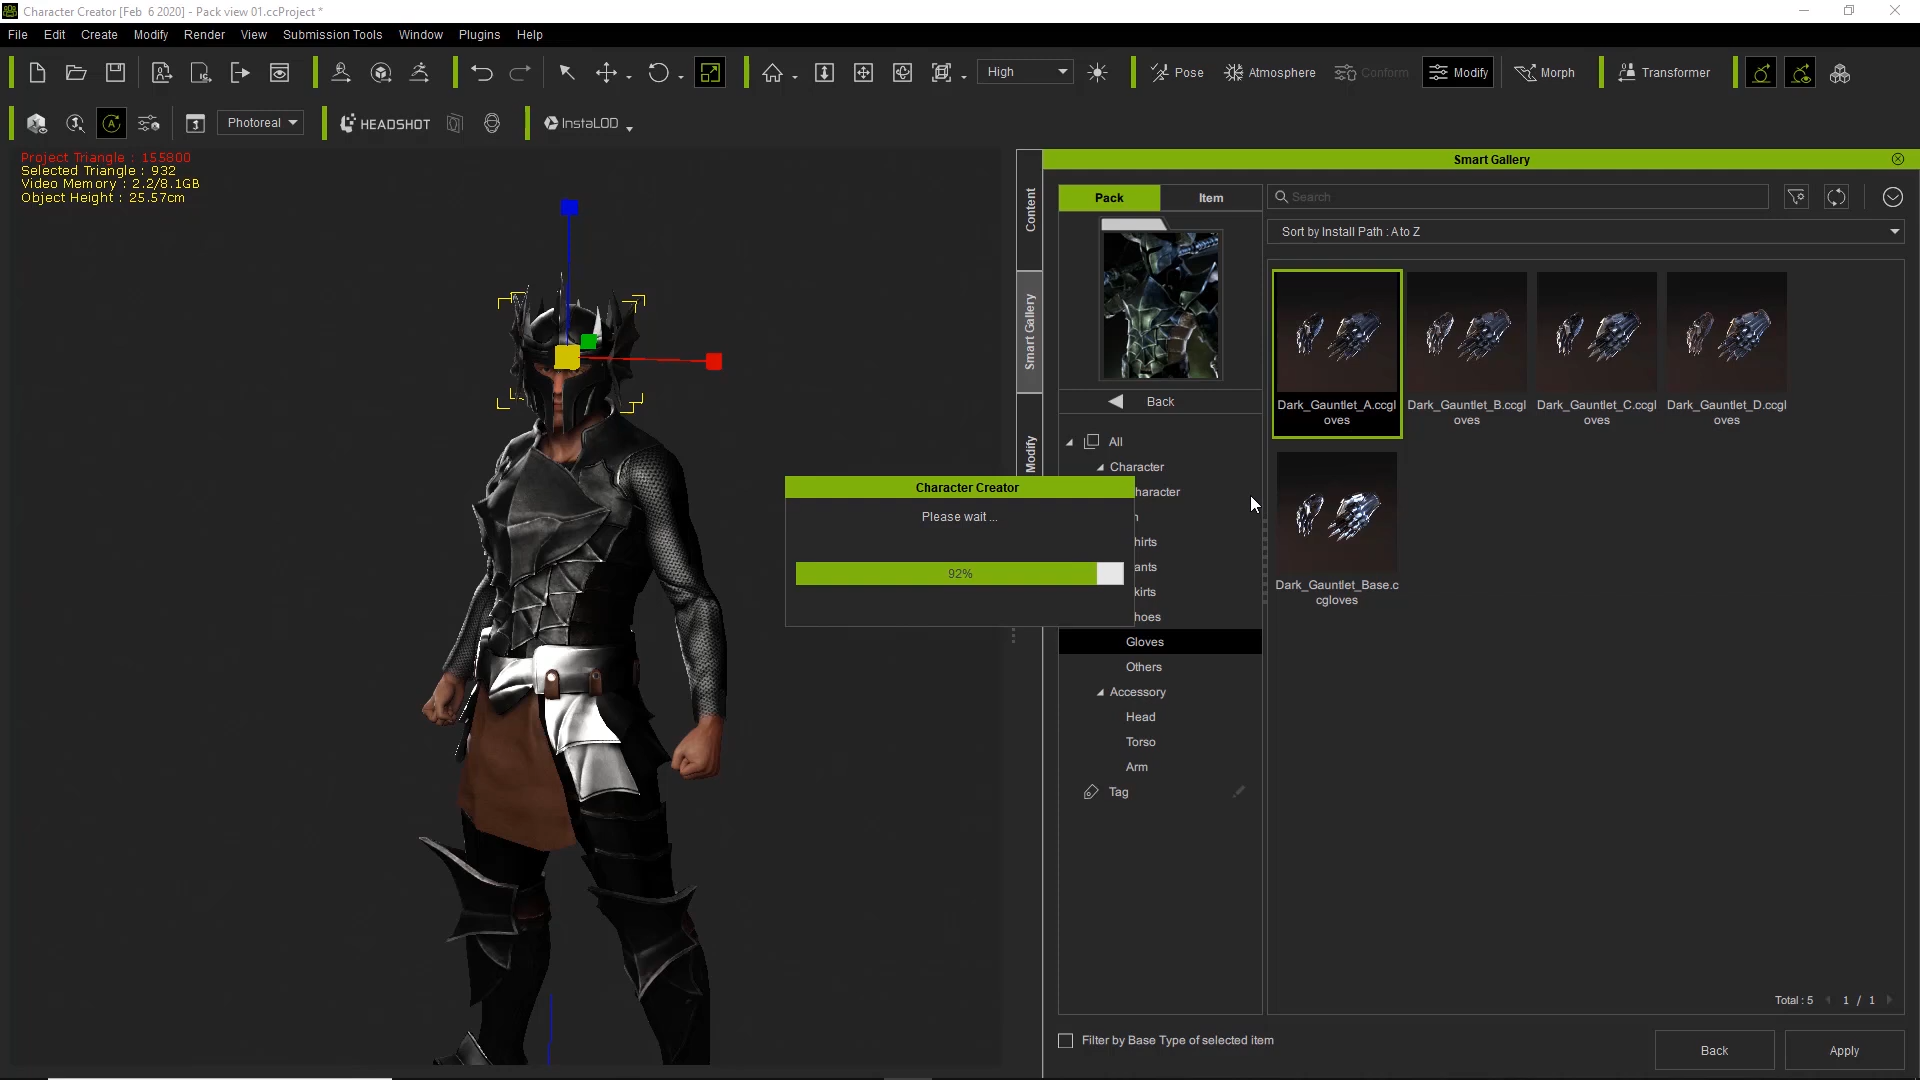 Character Creator [Feb  6 2020] - Pack view 01.ccProject *
File Edit Create Modify Render View Submission Tools Window Plugins Help
High Pose Atmosphere Conform Modify Morph Transformer
Photoreal HEADSHOT InstaLOD
Project Triangle : 155800
Selected Triangle : 932
Video Memory : 2.2/8.1GB
Object Height : 25.57cm
Content
Smart Gallery
Modify
Smart Gallery
Pack Item
Search
Sort by Install Path : A to Z
Back
All
Character
haracter
hirts
ants
kirts
hoes
Gloves
Others
Accessory
Head
Torso
Arm
Tag
Character Creator
Please wait ...
92%
Dark_Gauntlet_A.ccgl
oves
Dark_Gauntlet_B.ccgl
oves
Dark_Gauntlet_C.ccgl
oves
Dark_Gauntlet_D.ccgl
oves
Dark_Gauntlet_Base.c
cgloves
Total : 5 1 / 1
Filter by Base Type of selected item
Back Apply